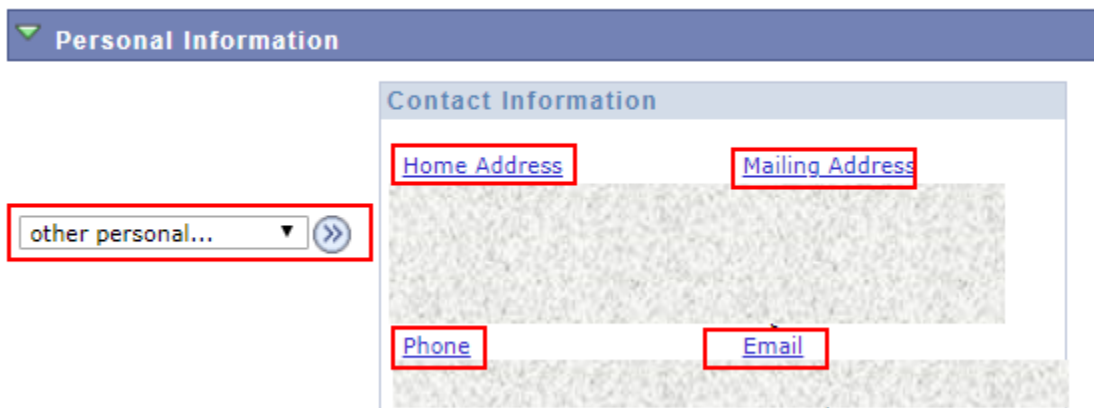 Personal Information
Contact Information
Home Address Mailing Address
other personal...
Phone Email